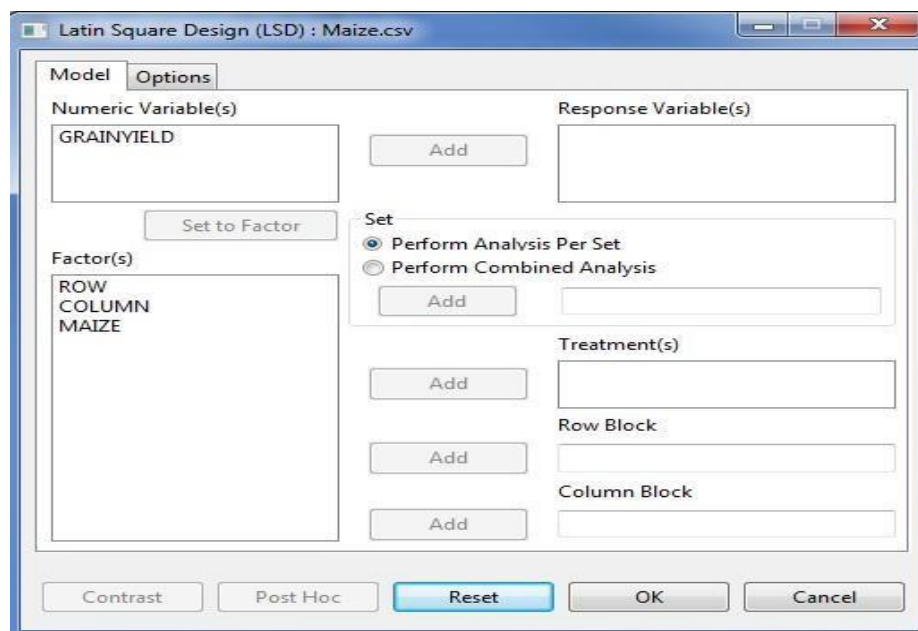 Latin Square Design (LSD) : Maize.csv
Model Options
Numeric Variable(s)
GRAINYIELD
Add
Response Variable(s)
Set to Factor
Factor(s)
ROW
COLUMN
MAIZE
Set
Perform Analysis Per Set
Perform Combined Analysis
Add
Treatment(s)
Add
Row Block
Add
Column Block
Add
Contrast Post Hoc Reset OK Cancel